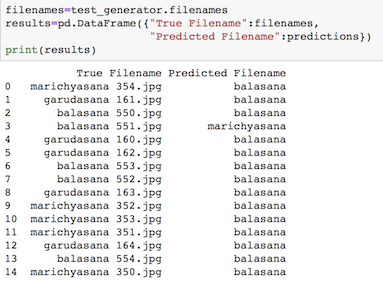 filenames=test_generator.filenames
results=pd.DataFrame({"True Filename":filenames,
"Predicted Filename":predictions})
print(results)
True Filename Predicted Filename
0 marichyasana 354.jpg balasana
1 garudasana 161.jpg balasana
2 balasana 550.jpg balasana
3 balasana 551.jpg marichyasana
4 garudasana 160.jpg balasana
5 garudasana 162.jpg balasana
6 balasana 553.jpg balasana
7 balasana 552.jpg balasana
8 garudasana 163.jpg balasana
9 marichyasana 352.jpg balasana
10 marichyasana 353.jpg balasana
11 marichyasana 351.jpg balasana
12 garudasana 164.jpg balasana
13 balasana 554.jpg balasana
14 marichyasana 350.jpg balasana